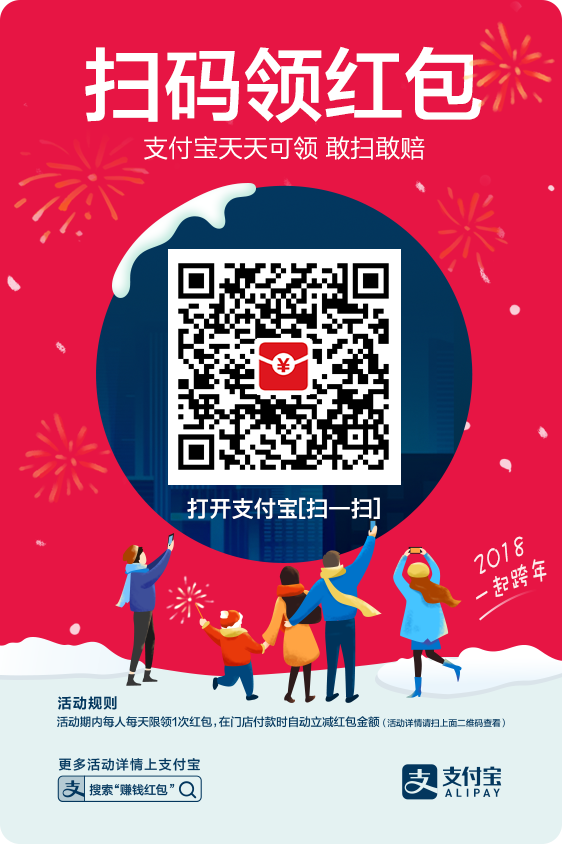 扫码领红包
支付宝天天可领 敢扫敢赔
¥
打开支付宝[扫一扫]
2018
一起跨年
活动规则
活动期内每人每天限领1次红包，在门店付款时自动立减红包金额（活动详情请扫上面二维码查看）
更多活动详情上支付宝
支 搜索“赚钱红包”
支 支付宝
ALIPAY